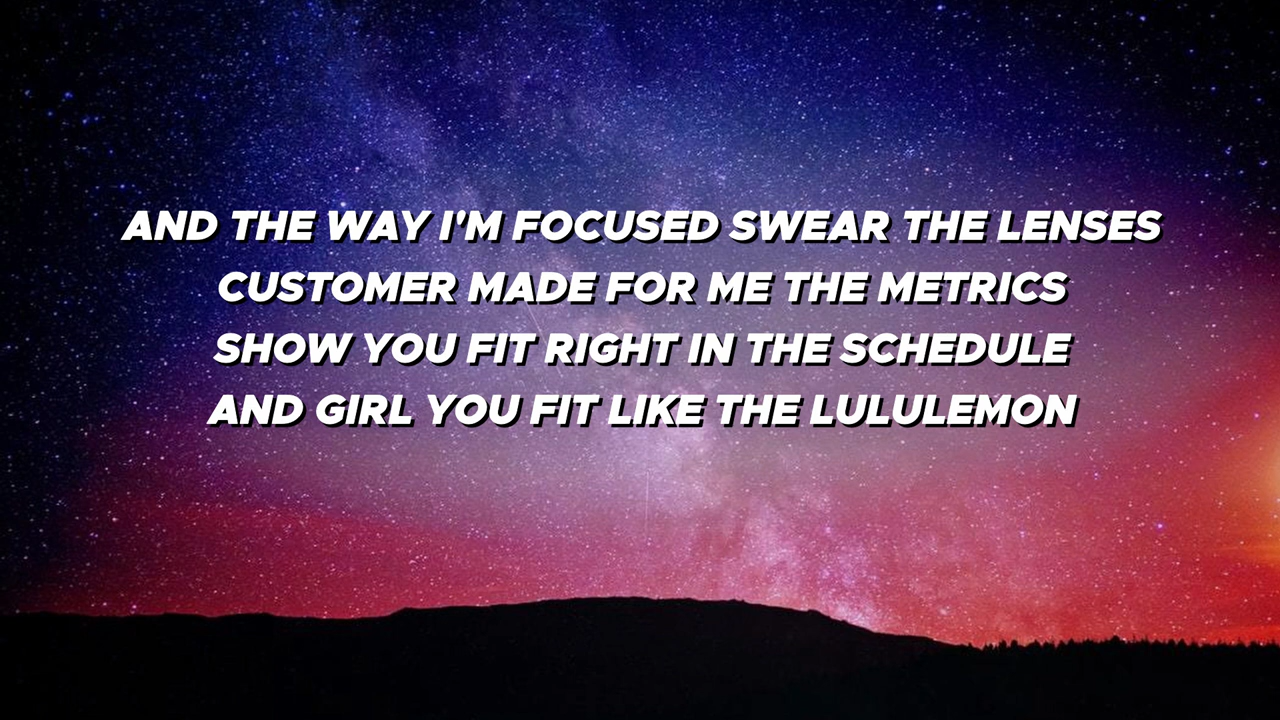 AND THE WAY I'M FOCUSED SWEAR THE LENSES
CUSTOMER MADE FOR ME THE METRICS
SHOW YOU FIT RIGHT IN THE SCHEDULE
AND GIRL YOU FIT LIKE THE LULULEMON